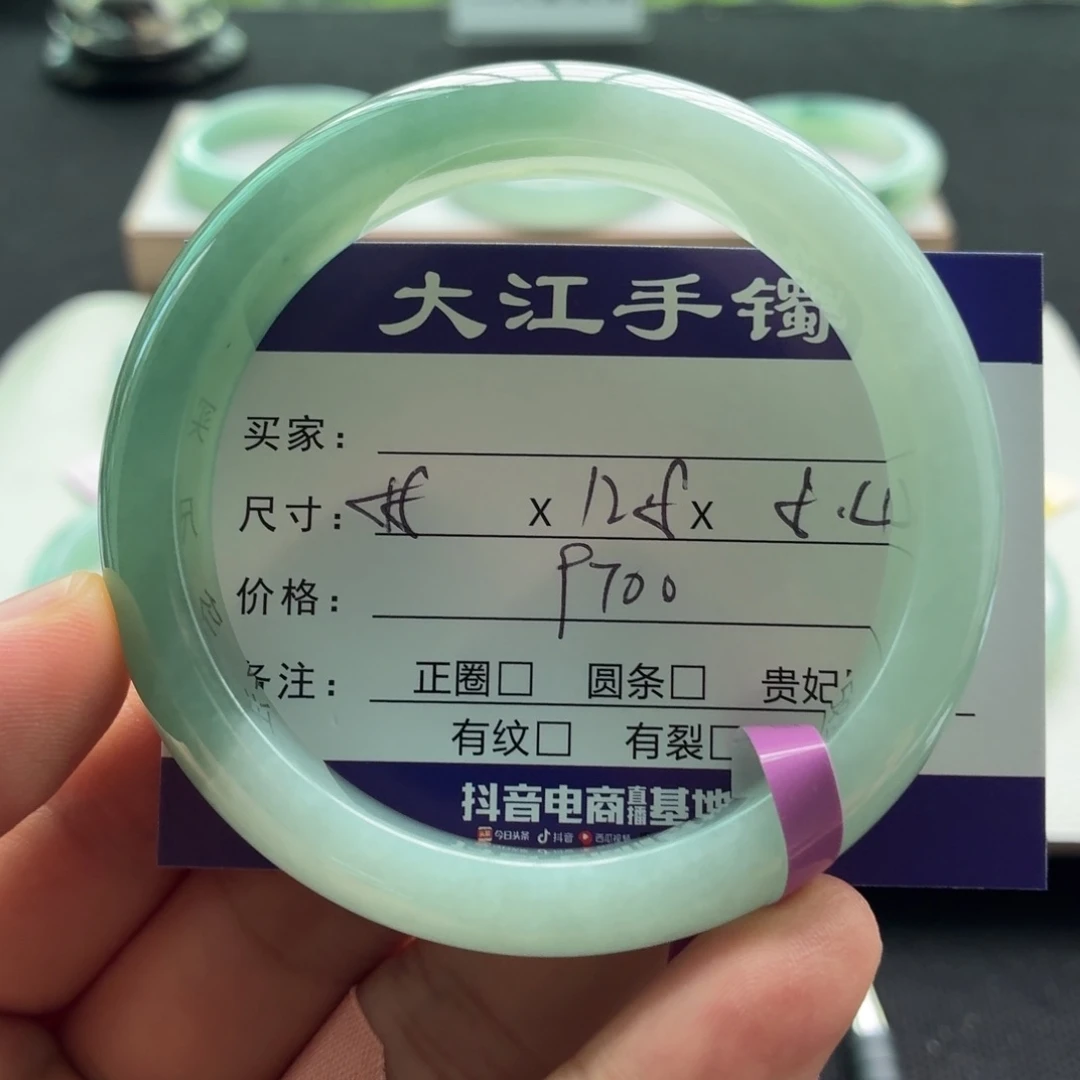 大江手镯
买家：
尺寸： x x
价格： 9700
备注： 正圈□ 圆条□ 贵妃
有纹□ 有裂□
抖音电商直播基地
今日头条 抖音 西瓜视频